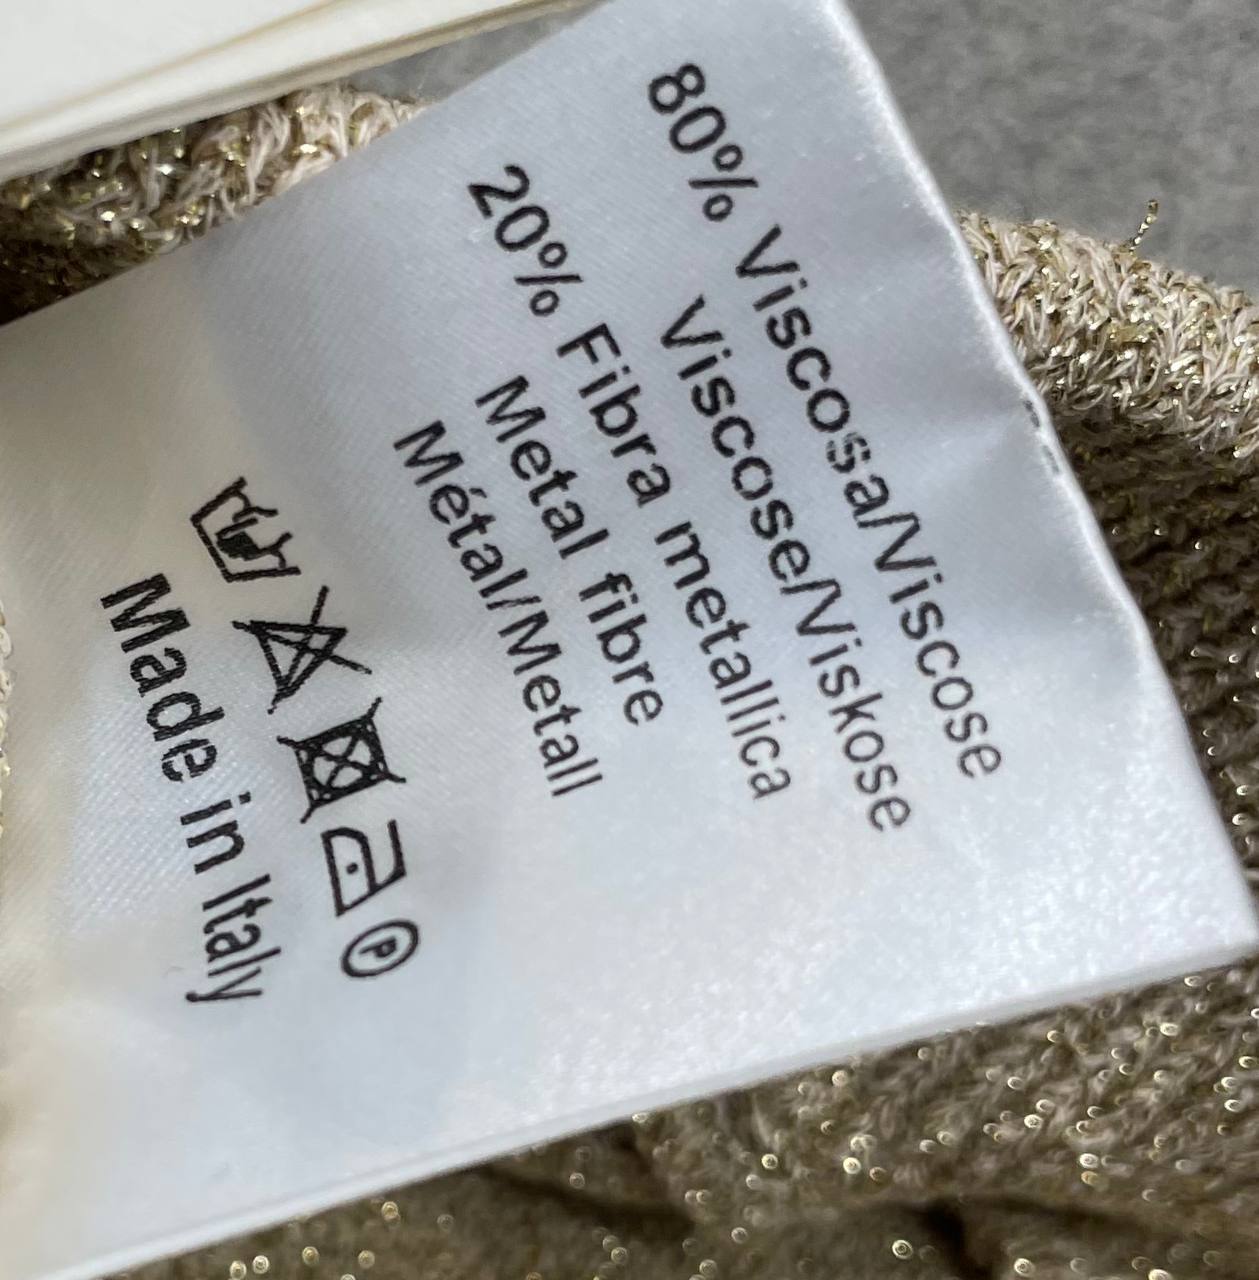 80% Viscosa/Viscose
Viscose/Viskose
20% Fibra metallica
Metal fibre
Métal/Metall
P
Made in Italy